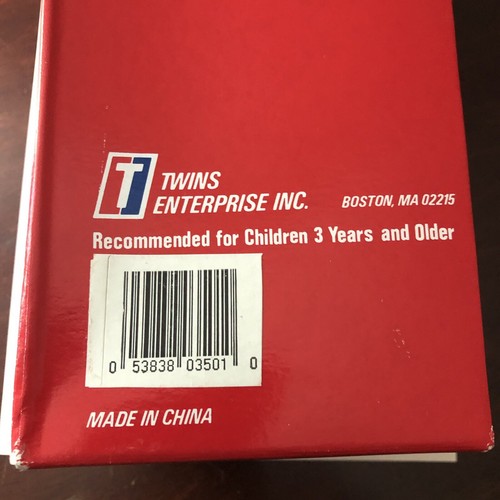 T TWINS
ENTERPRISE INC. BOSTON, MA 02215
Recommended for Children 3 Years and Older
0 53838 03501 0
MADE IN CHINA